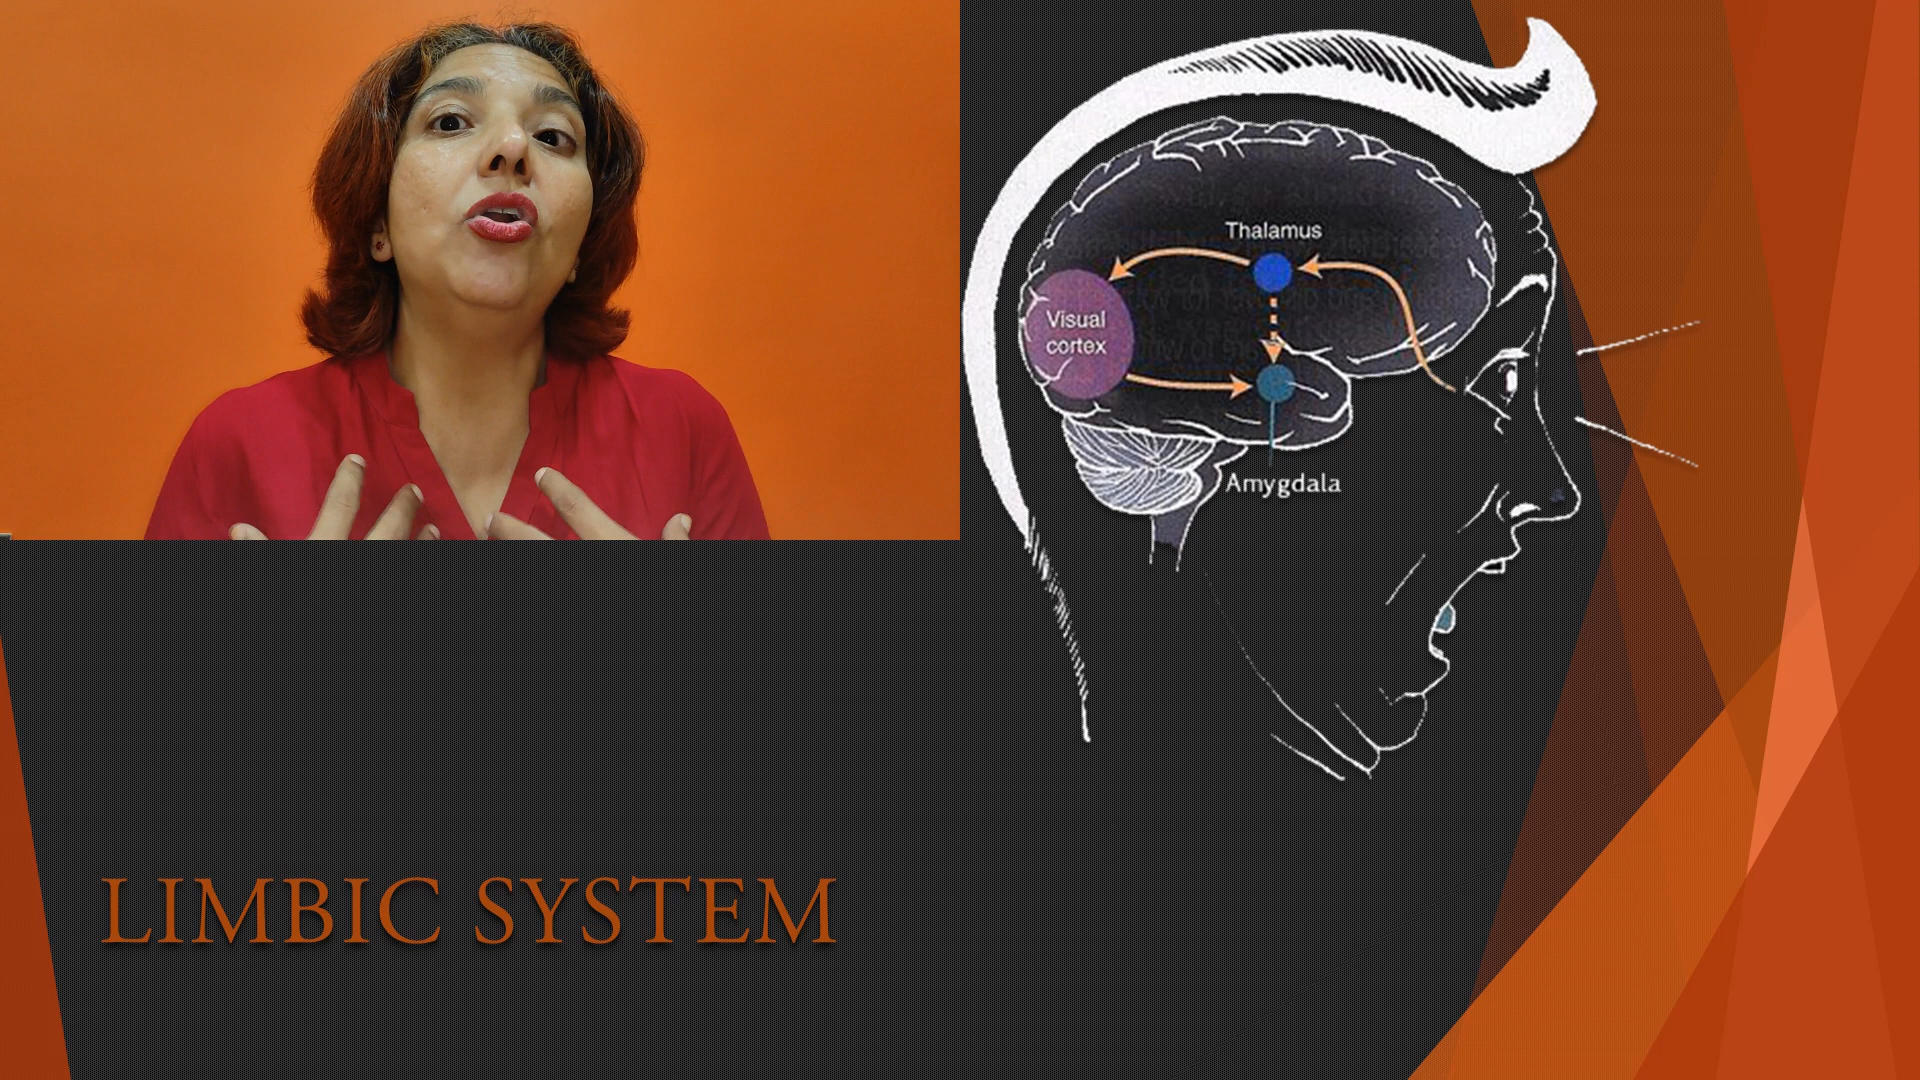 Thalamus
Visual
cortex
Amygdala
LIMBIC SYSTEM